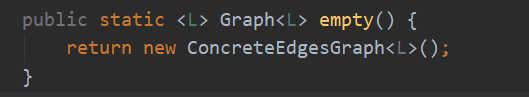 public static <L> Graph<L> empty() {
return new ConcreteEdgesGraph<L>();
}